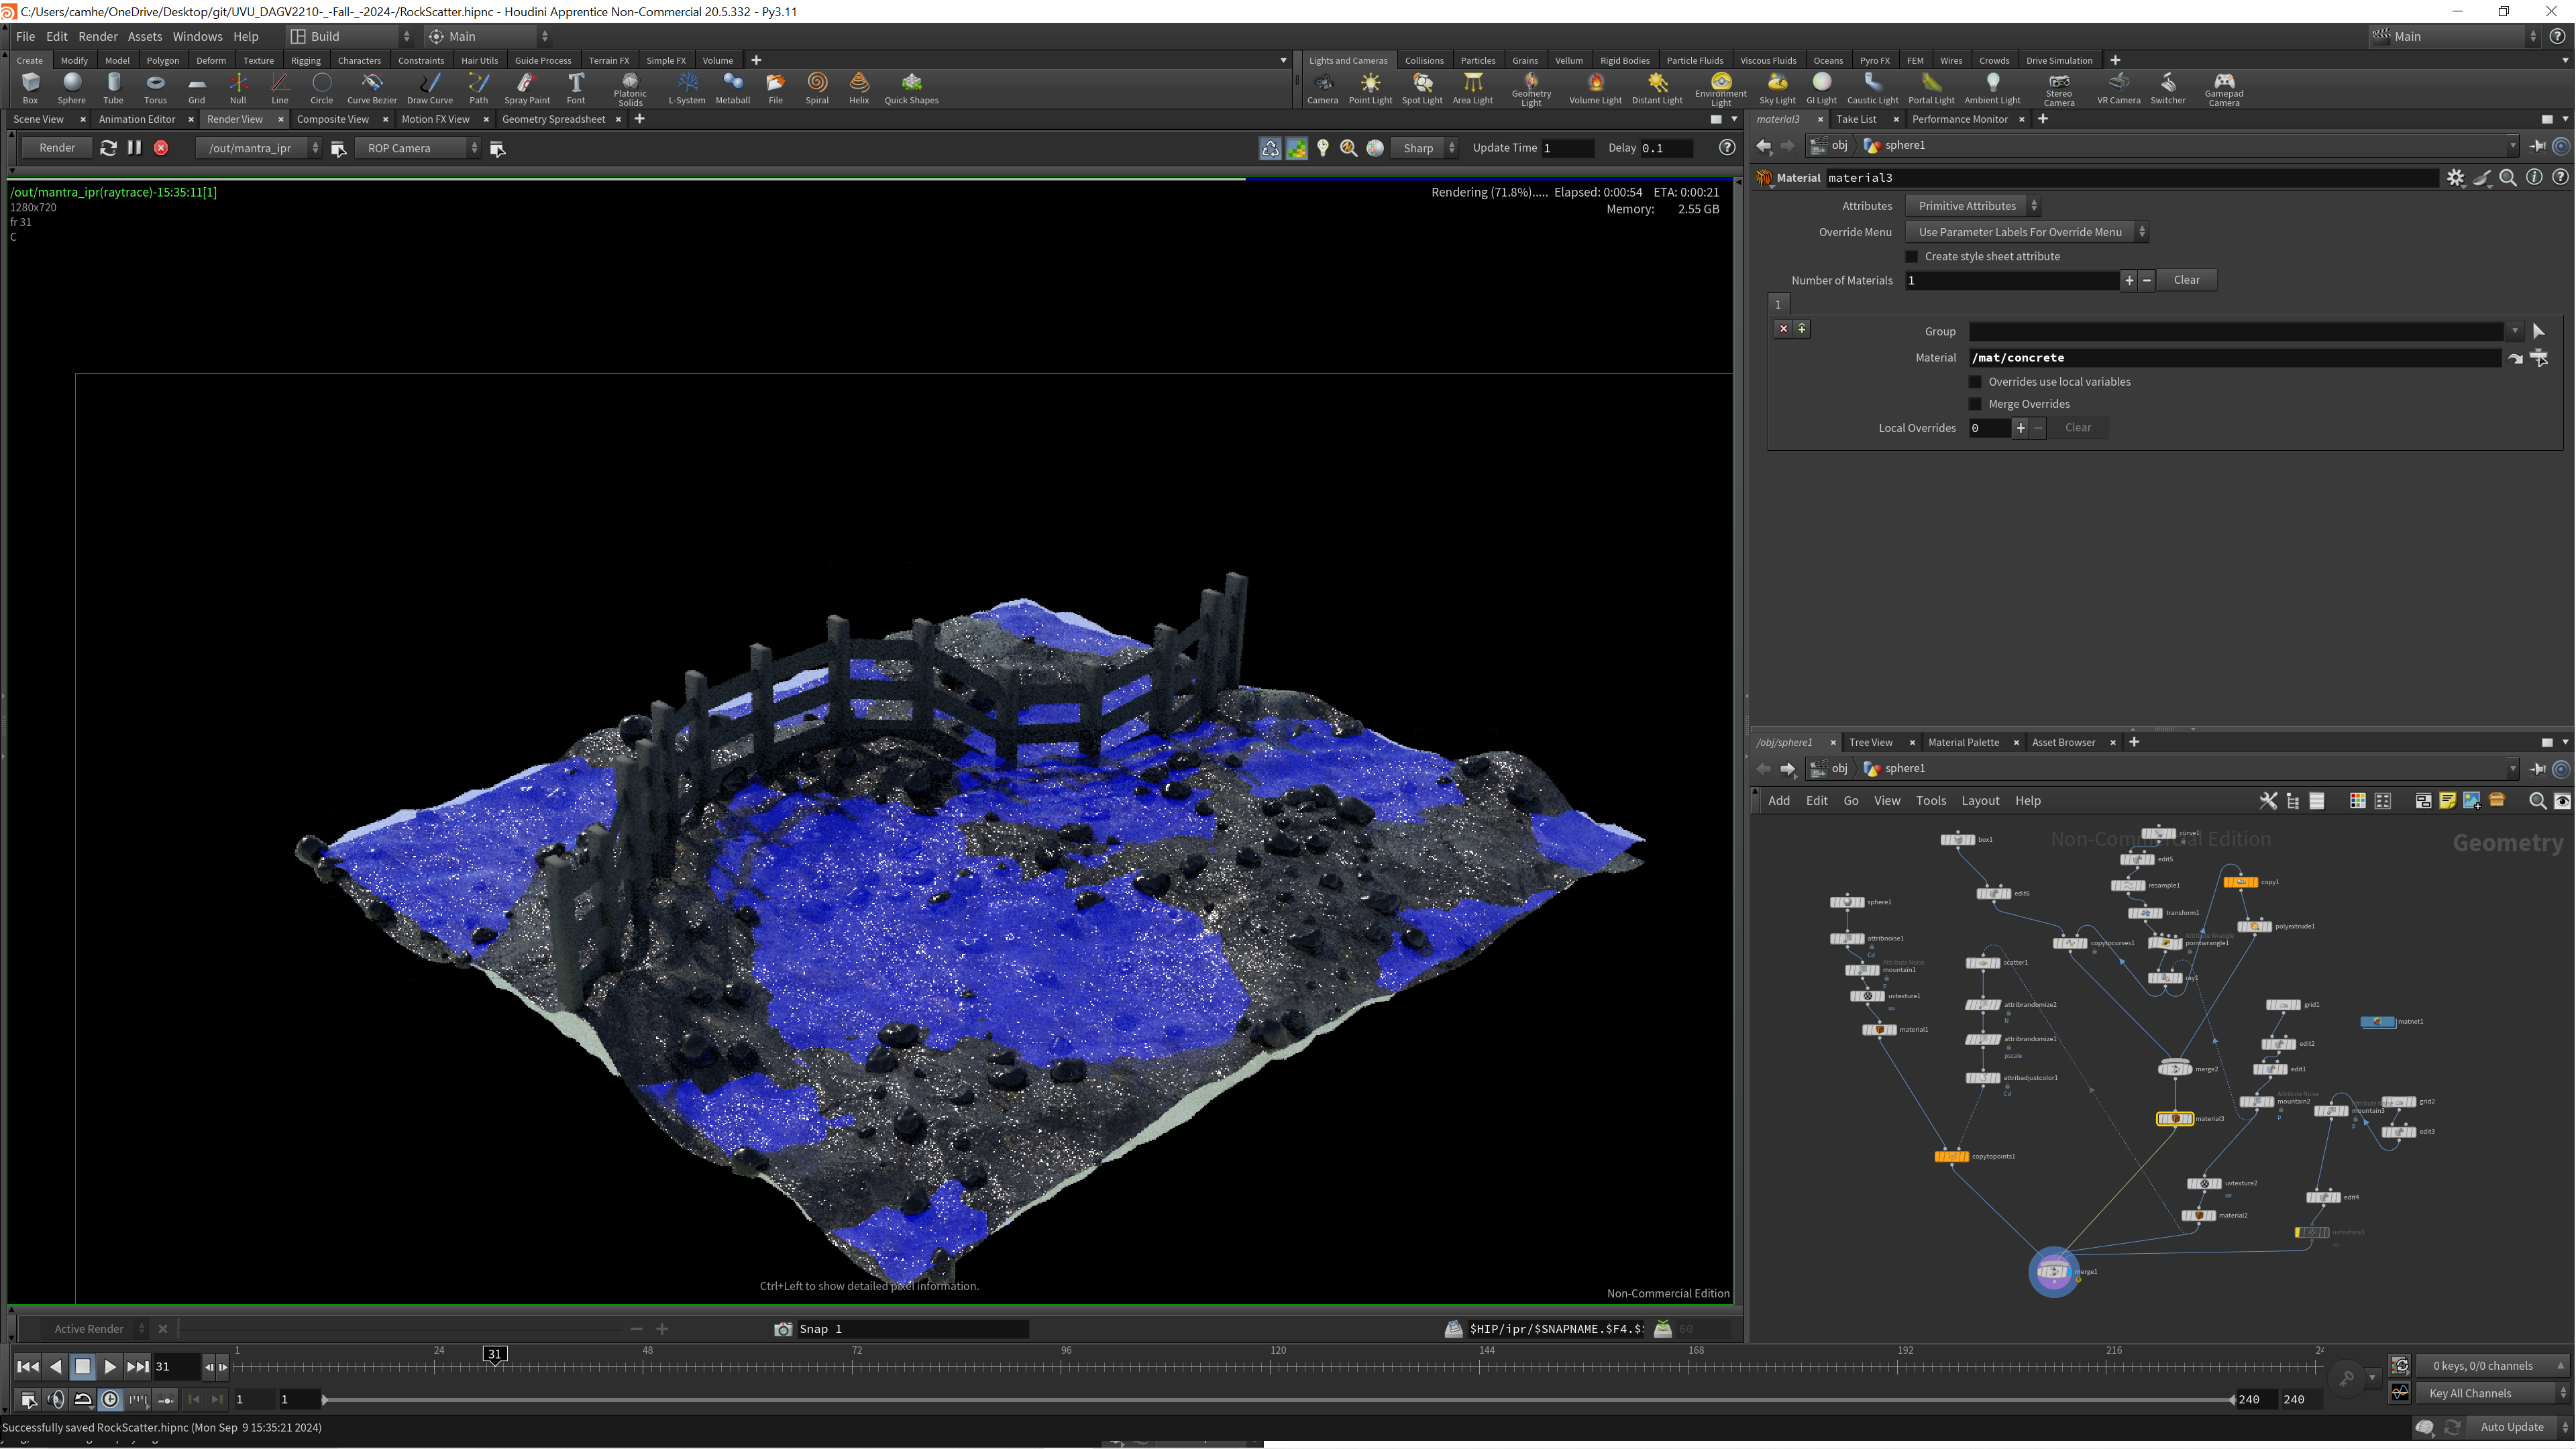 C:/Users/camhe/OneDrive/Desktop/git/UVU_DAGV2210-_-Fall-_-2024-/RockScatter.hipnc - Houdini Apprentice Non-Commercial 20.5.332 - Py3.11
File Edit Render Assets Windows Help Build Main Main
Create Modify Model Polygon Deform Texture Rigging Characters Constraints Hair Utils Guide Process Terrain FX Simple FX Volume
Lights and Cameras Collisions Particles Grains Vellum Rigid Bodies Particle Fluids Viscous Fluids Oceans Pyro FX FEM Wires Crowds Drive Simulation
Box Sphere Tube Torus Grid Null Line Circle Curve Bezier Draw Curve Path Spray Paint Font Platonic Solids L-System Metaball File Spiral Helix Quick Shapes
Camera Point Light Spot Light Area Light Geometry Light Volume Light Distant Light Environment Light Sky Light GI Light Caustic Light Portal Light Ambient Light Stereo Camera VR Camera Switcher Gamepad Camera
Scene View Animation Editor Render View Composite View Motion FX View Geometry Spreadsheet
Render /out/mantra_ipr ROP Camera Sharp Update Time 1 Delay 0.1
/out/mantra_ipr(raytrace)-15:35:11[1]
1280x720
fr 31
C
Rendering (71.8%)..... Elapsed: 0:00:54 ETA: 0:00:21
Memory: 2.55 GB
Ctrl+Left to show detailed pixel information.
Non-Commercial Edition
Active Render Snap 1 $HIP/ipr/$SNAPNAME.$F4.$ 60
material3 Take List Performance Monitor
obj sphere1
Material material3
Attributes Primitive Attributes
Override Menu Use Parameter Labels For Override Menu
Create style sheet attribute
Number of Materials 1 Clear
1
Group
Material /mat/concrete
Overrides use local variables
Merge Overrides
Local Overrides 0 Clear
/obj/sphere1 Tree View Material Palette Asset Browser
obj sphere1
Add Edit Go View Tools Layout Help
Non-Commercial Edition
Geometry
box1
curve1
edit5
resample1
copy1
edit6
sphere1
transform1
polyextrude1
attribnoise1
Cd
copytocurves1
Attribute Wrangle
pointwrangle1
scatter1
Attribute Noise
mountain1
P
ray1
uvtexture1
uv
attribrandomize2
N
grid1
matnet1
material1
attribrandomize1
pscale
edit2
merge2
edit1
attribadjustcolor1
Cd
Attribute Noise
mountain2
P
mountain3
P
grid2
material3
edit3
copytopoints1
uvtexture2
uv
edit4
material2
uvtexture3
merge1
31
1 24 31 48 72 96 120 144 168 192 216 24
0 keys, 0/0 channels
1 1 240 240
Key All Channels
Successfully saved RockScatter.hipnc (Mon Sep 9 15:35:21 2024)
Auto Update